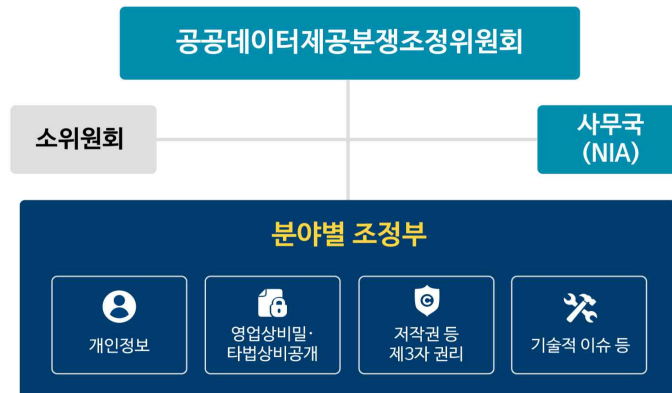 공공데이터제공분쟁조정위원회
소위원회
사무국
(NIA)
분야별 조정부
개인정보
영업상비밀·
타법상비공개
저작권 등
제3자 권리
기술적 이슈 등